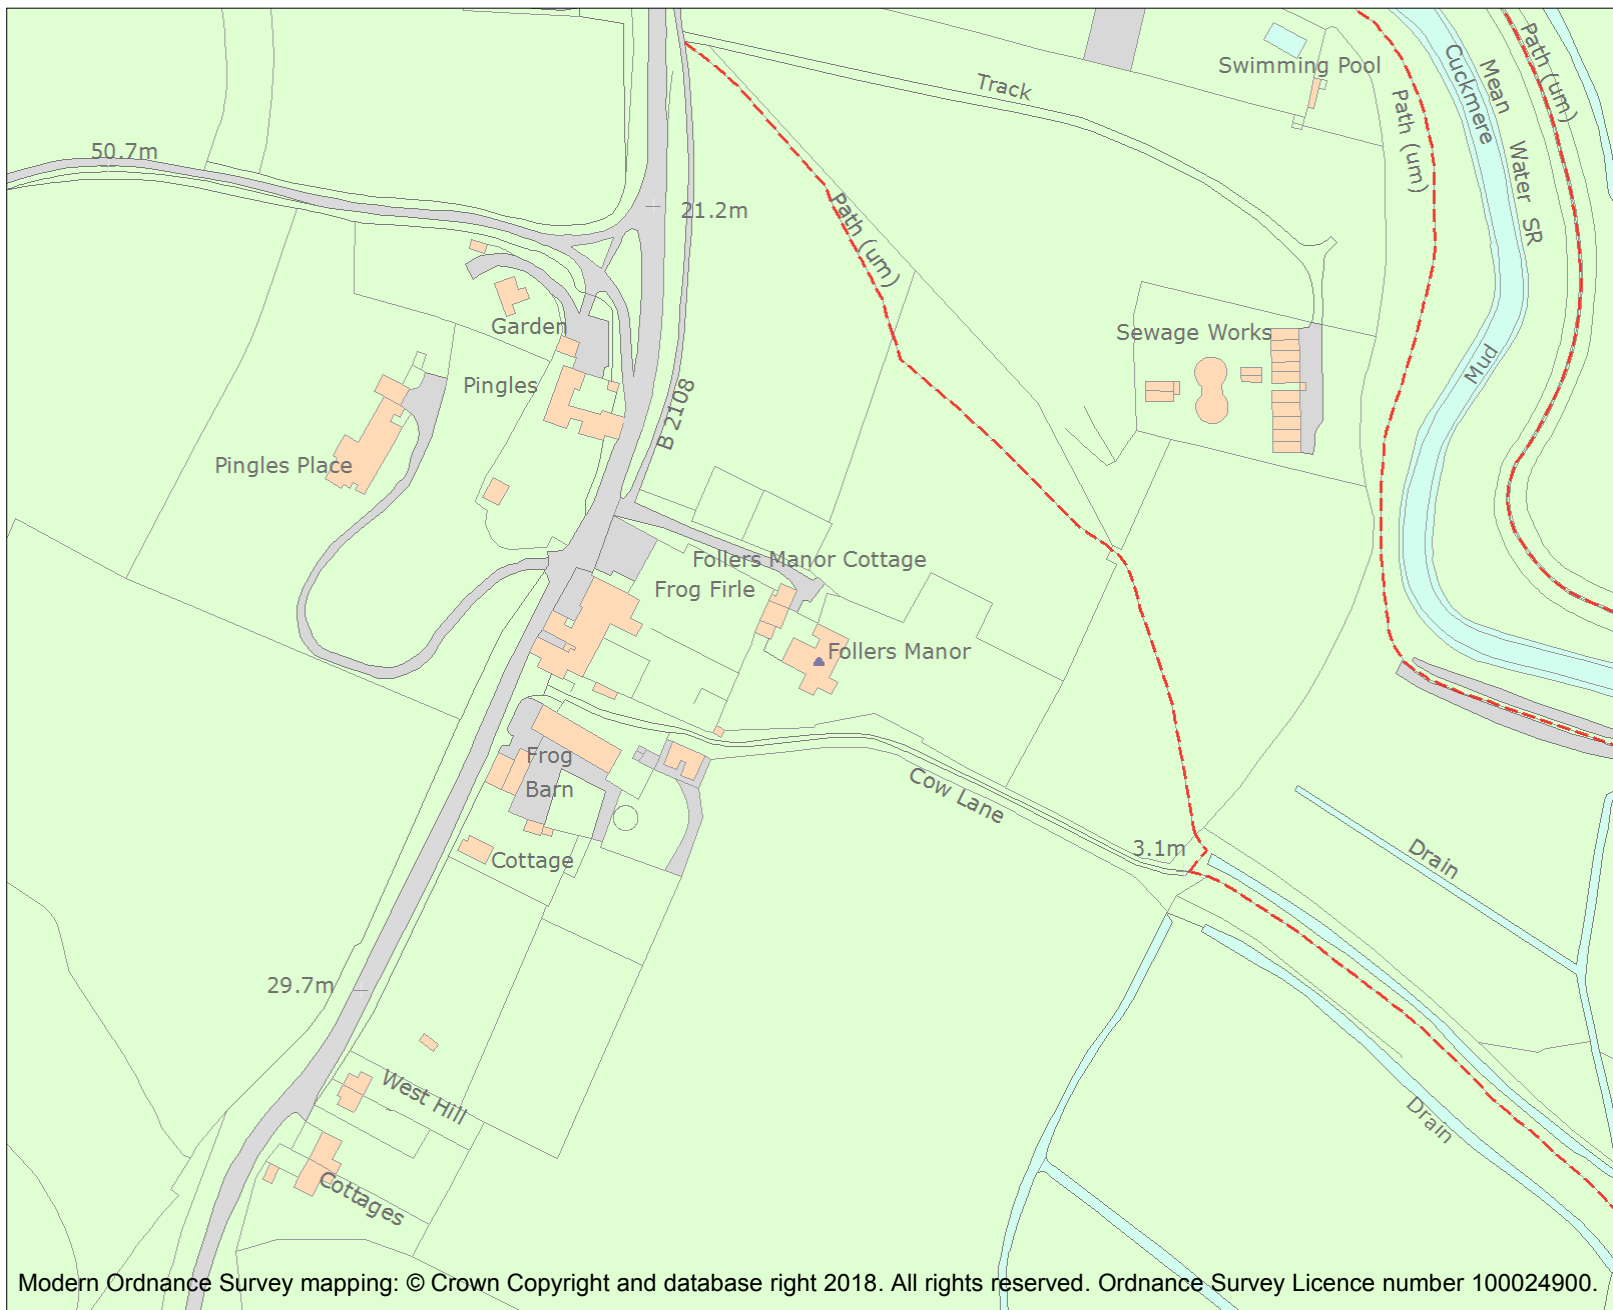 Swimming Pool
Track
Path (um)
Cuckmere
Mean Water SR
Path (um)
50.7m
21.2m
Path (um)
Garden
Sewage Works
Mud
Pingles
B 2108
Pingles Place
Follers Manor Cottage
Frog Firle
Follers Manor
Frog
Barn
Cow Lane
Cottage
3.1m
Drain
29.7m
West Hill
Drain
Cottages
Modern Ordnance Survey mapping: © Crown Copyright and database right 2018. All rights reserved. Ordnance Survey Licence number 100024900.